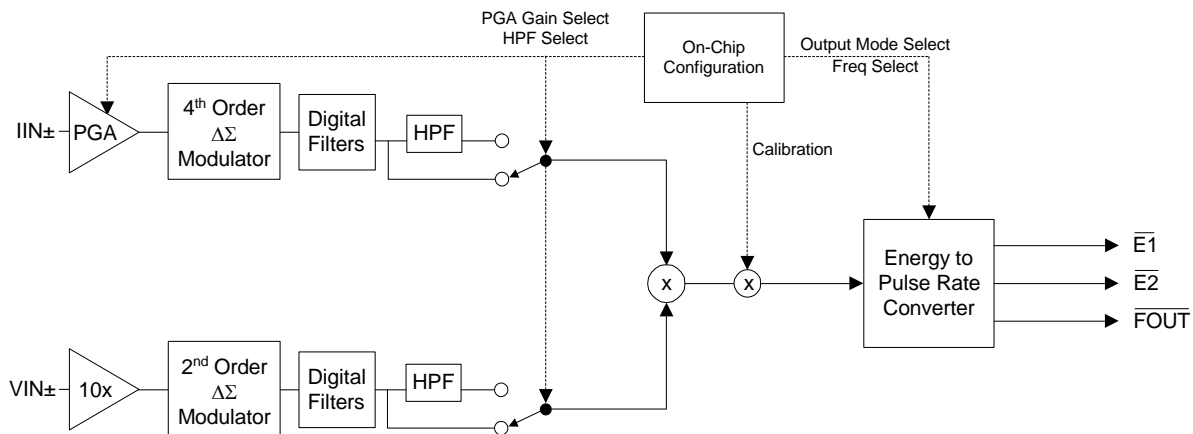 PGA Gain Select
HPF Select
On-Chip
Configuration
Output Mode Select
Freq Select
IIN±
PGA
4th Order
ΔΣ
Modulator
Digital
Filters
HPF
Calibration
x
x
Energy to
Pulse Rate
Converter
E1
E2
FOUT
VIN±
10x
2nd Order
ΔΣ
Modulator
Digital
Filters
HPF